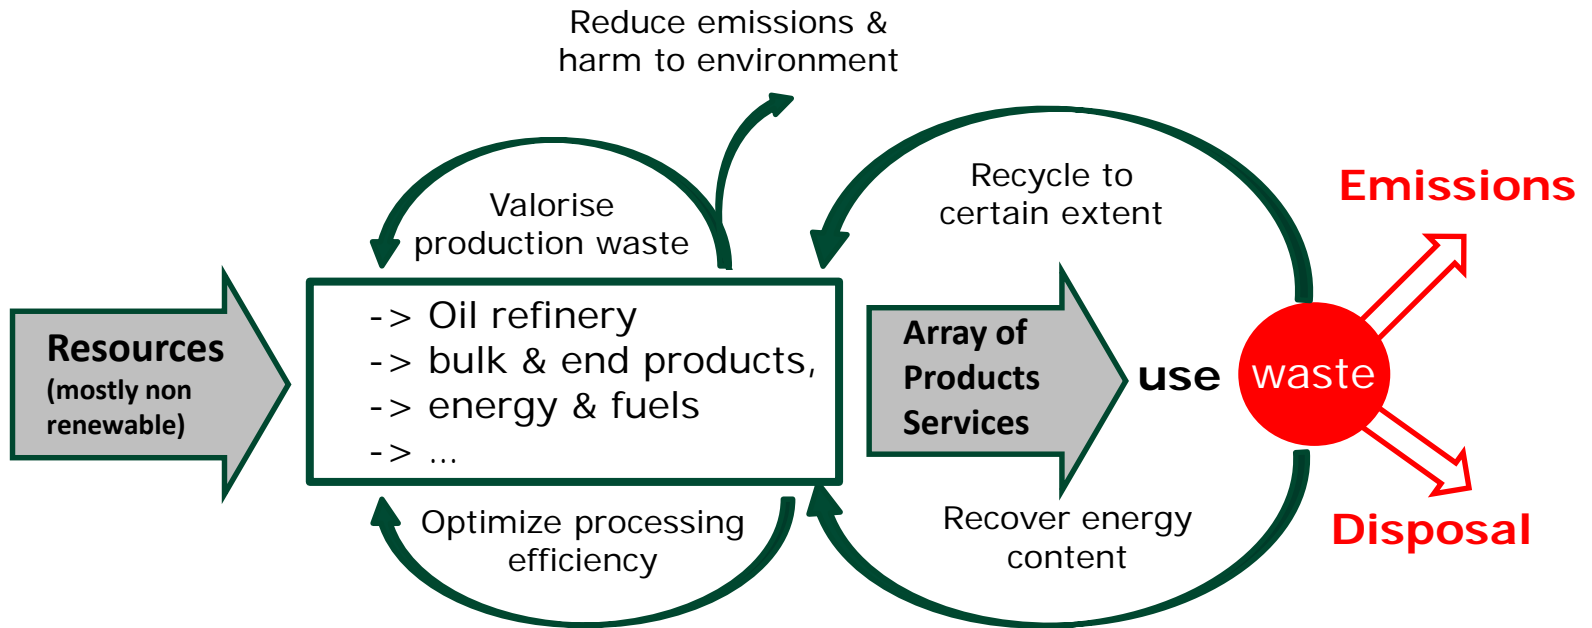 Reduce emissions &
harm to environment
Valorise
production waste
Recycle to
certain extent
Emissions
Resources
(mostly non
renewable)
-> Oil refinery
-> bulk & end products,
-> energy & fuels
-> ...
Array of
Products
Services
use
waste
Optimize processing
efficiency
Recover energy
content
Disposal